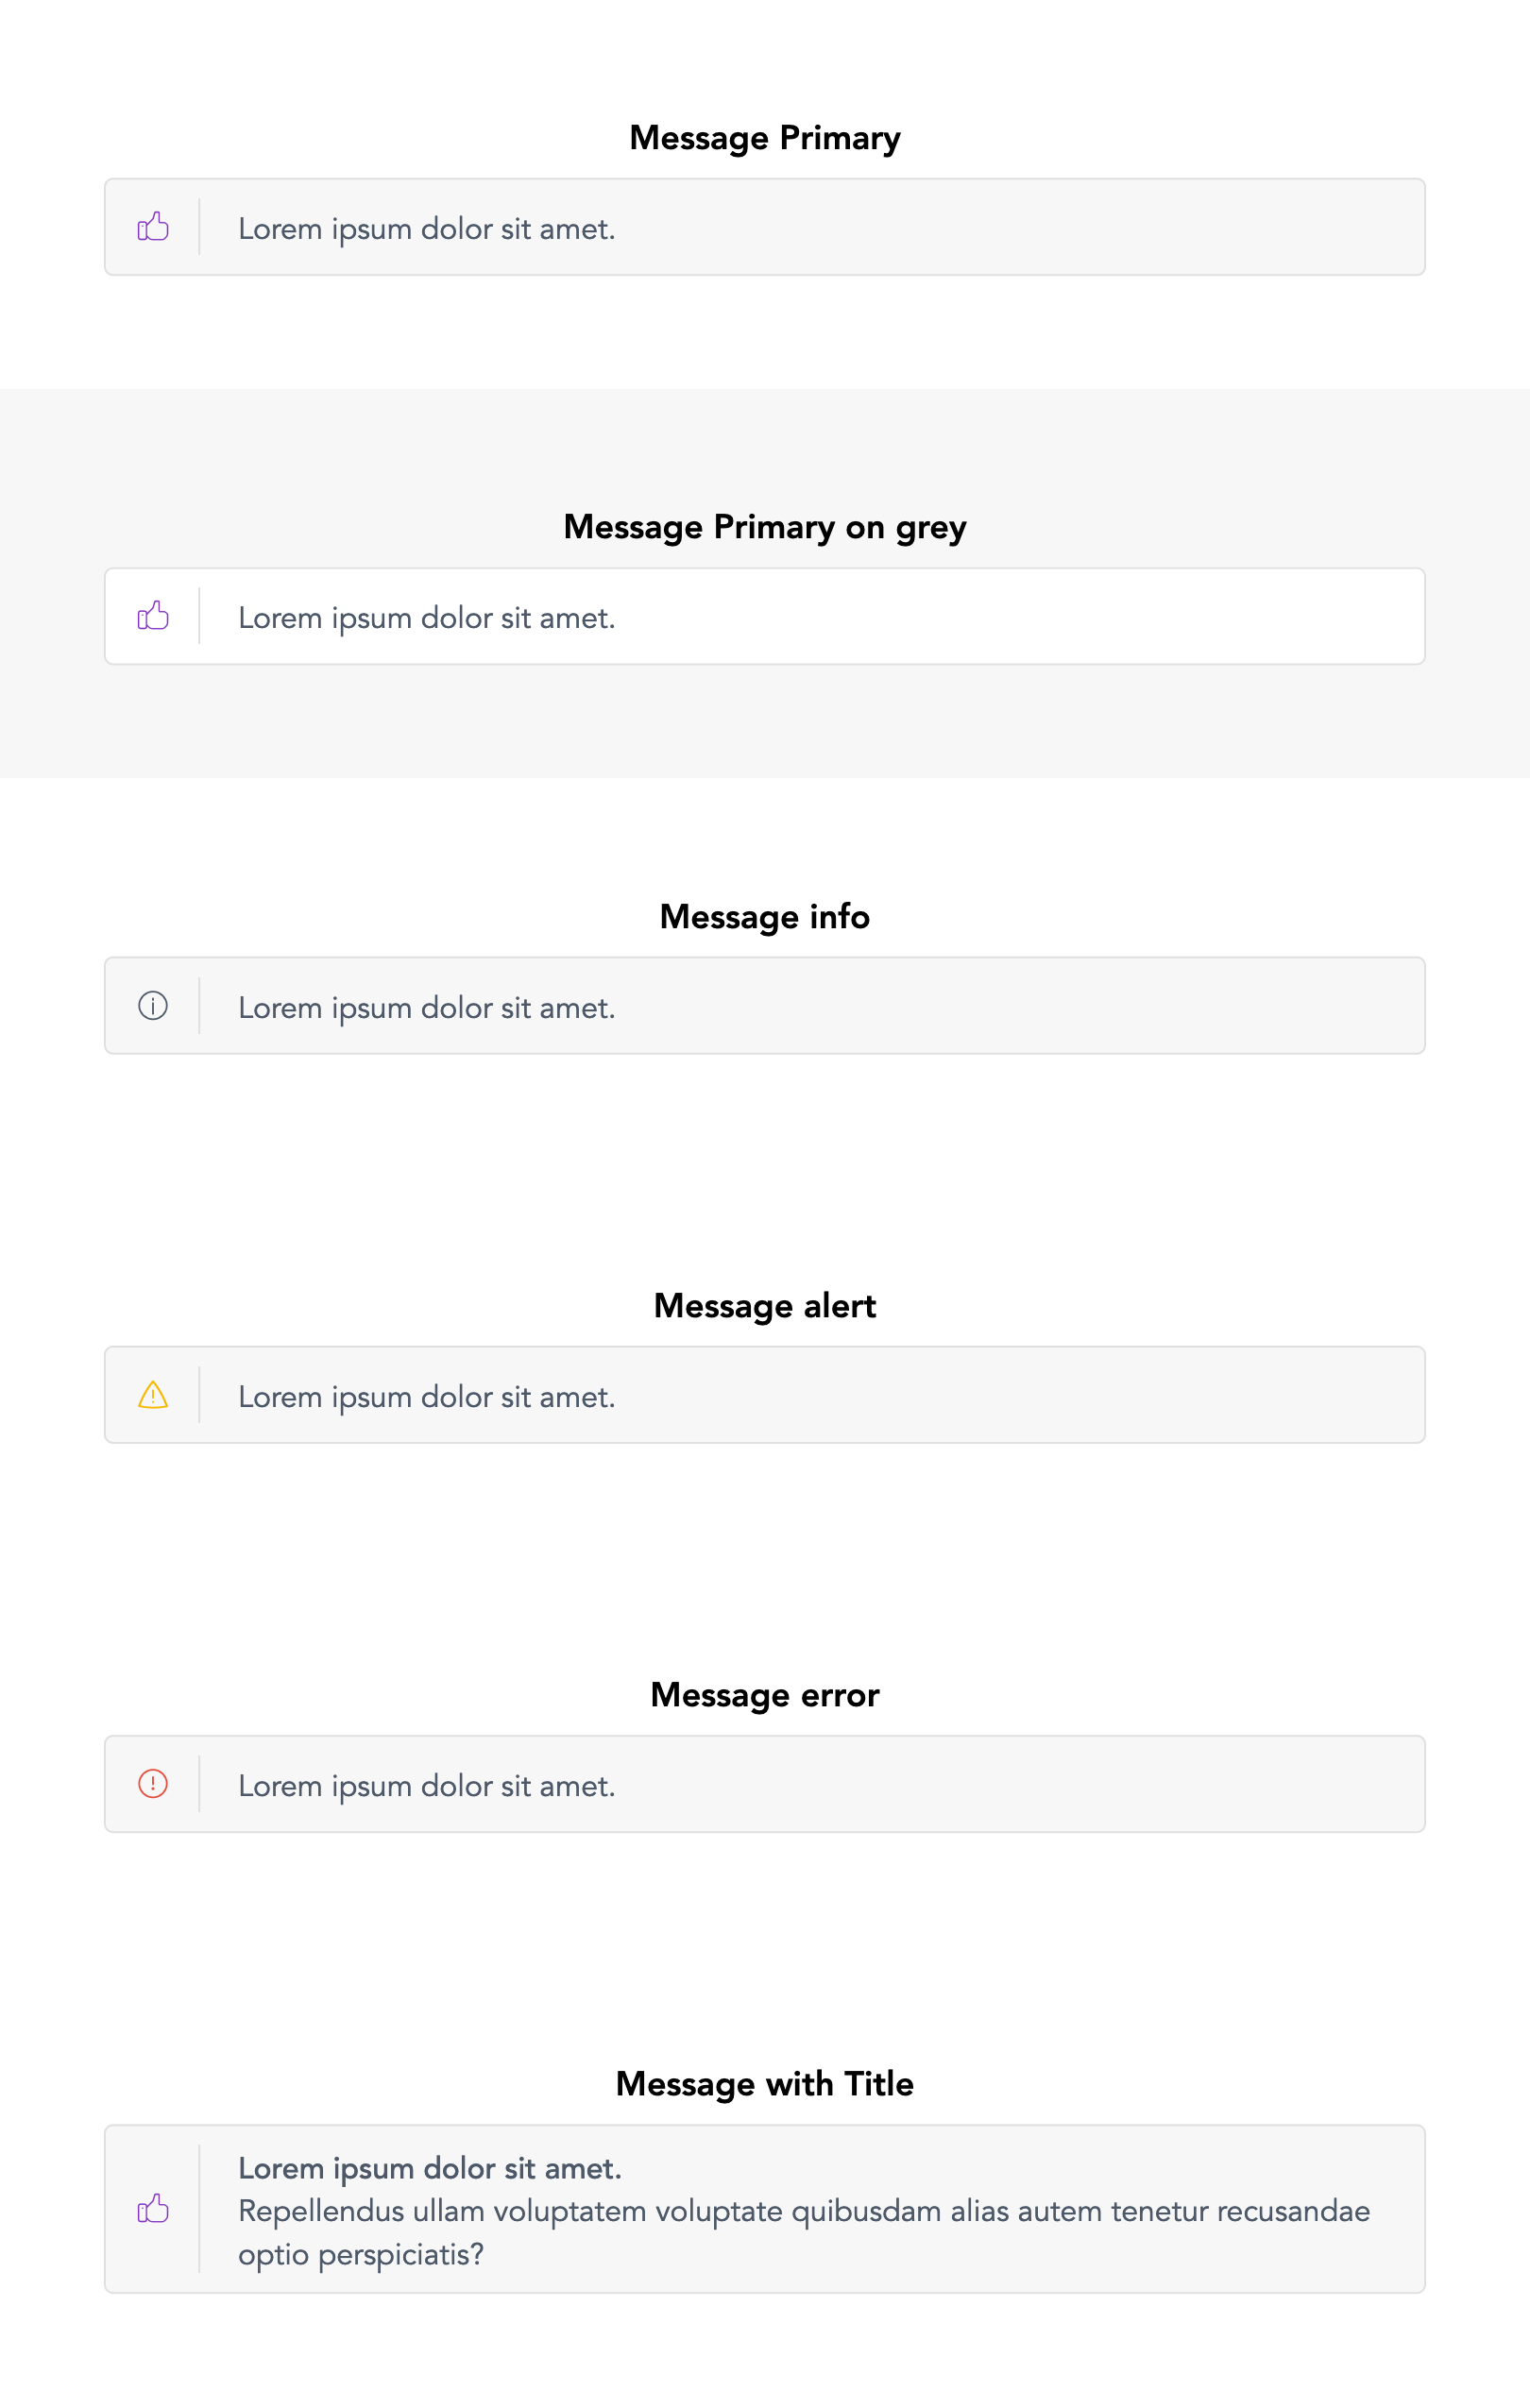 Message Primary
Lorem ipsum dolor sit amet.
Message Primary on grey
Lorem ipsum dolor sit amet.
Message info
Lorem ipsum dolor sit amet.
Message alert
Lorem ipsum dolor sit amet.
Message error
Lorem ipsum dolor sit amet.
Message with Title
Lorem ipsum dolor sit amet.
Repellendus ullam voluptatem voluptate quibusdam alias autem tenetur recusandae
optio perspiciatis?